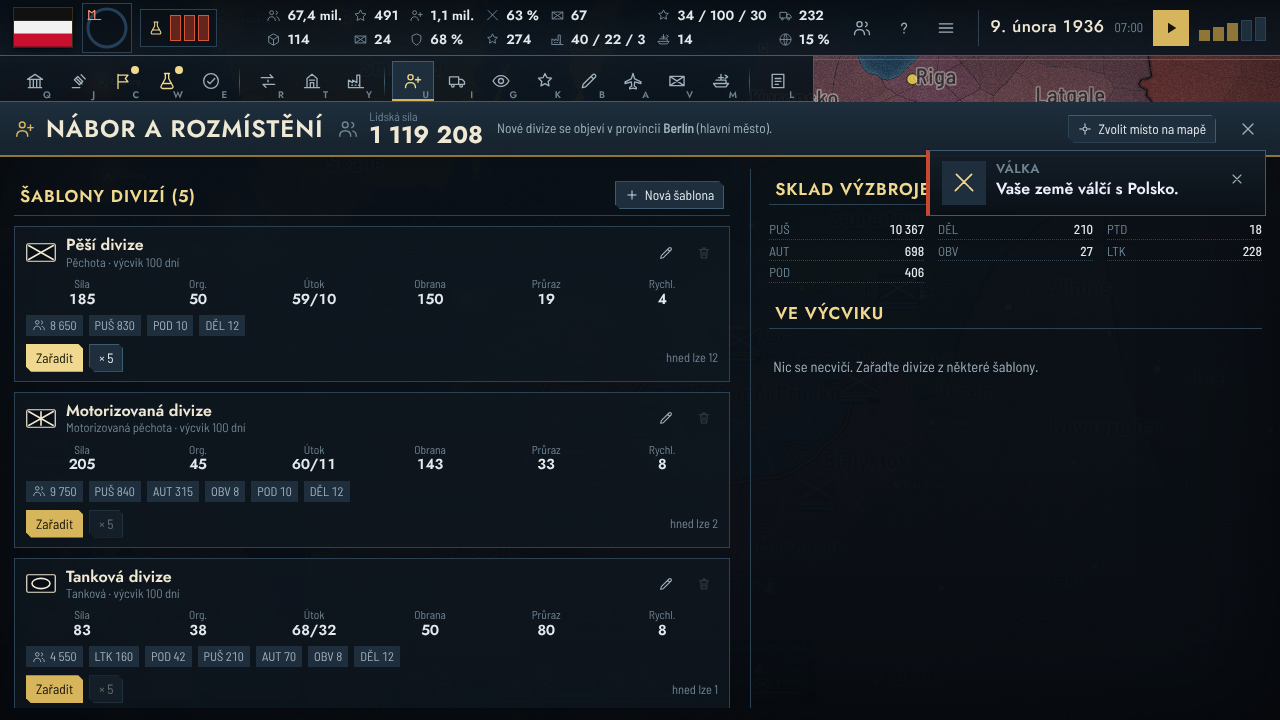 67,4 mil. 491 1,1 mil. 63 % 67 34 / 100 / 30 232
114 24 68 % 274 40 / 22 / 3 14 15 %
?
9. února 1936 07:00
Q J C W E R T Y U I G K B A V M L
Riga
Latgale
NÁBOR A ROZMÍSTĚNÍ
Lidská síla
1 119 208
Nové divize se objeví v provincii Berlín (hlavní město).
Zvolit místo na mapě
VÁLKA
Vaše země válčí s Polsko.
ŠABLONY DIVIZÍ (5)
Nová šablona
Pěší divize
Pěchota · výcvik 100 dní
Síla Org. Útok Obrana Průraz Rychl.
185 50 59/10 150 19 4
8 650 PUŠ 830 POD 10 DĚL 12
Zařadit × 5 hned lze 12
Motorizovaná divize
Motorizovaná pěchota · výcvik 100 dní
Síla Org. Útok Obrana Průraz Rychl.
205 45 60/11 143 33 8
9 750 PUŠ 840 AUT 315 OBV 8 POD 10 DĚL 12
Zařadit × 5 hned lze 2
Tanková divize
Tanková · výcvik 100 dní
Síla Org. Útok Obrana Průraz Rychl.
83 38 68/32 50 80 8
4 550 LTK 160 POD 42 PUŠ 210 AUT 70 OBV 8 DĚL 12
Zařadit × 5 hned lze 1
SKLAD VÝZBROJE
PUŠ 10 367 DĚL 210 PTD 18
AUT 698 OBV 27 LTK 228
POD 406
VE VÝCVIKU
Nic se necvičí. Zařaďte divize z některé šablony.